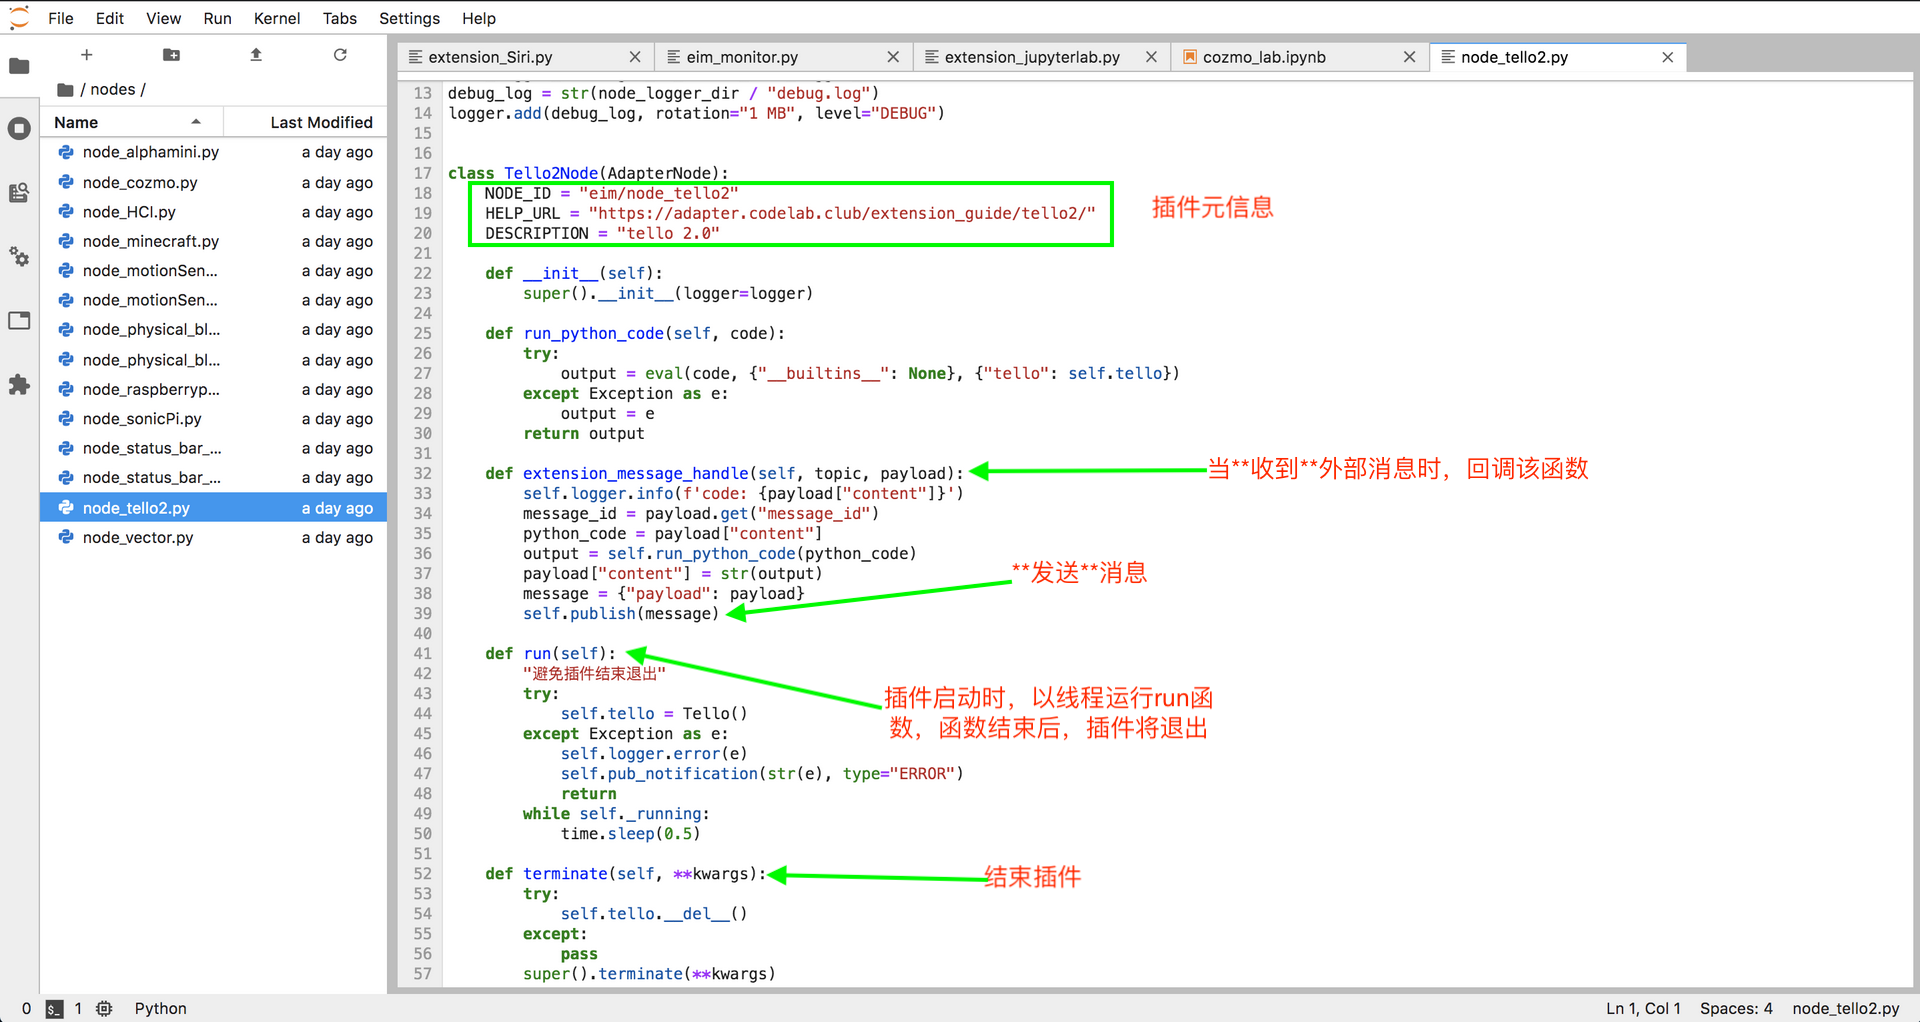 File Edit View Run Kernel Tabs Settings Help
extension_Siri.py
eim_monitor.py
extension_jupyterlab.py
cozmo_lab.ipynb
node_tello2.py
/ nodes /
Name Last Modified
node_alphamini.py a day ago
node_cozmo.py a day ago
node_HCI.py a day ago
node_minecraft.py a day ago
node_motionSen... a day ago
node_motionSen... a day ago
node_physical_bl... a day ago
node_physical_bl... a day ago
node_raspberryp... a day ago
node_sonicPi.py a day ago
node_status_bar_... a day ago
node_status_bar_... a day ago
node_tello2.py a day ago
node_vector.py a day ago
13 debug_log = str(node_logger_dir / "debug.log")
14 logger.add(debug_log, rotation="1 MB", level="DEBUG")
15
16
17 class Tello2Node(AdapterNode):
18 NODE_ID = "eim/node_tello2"
19 HELP_URL = "https://adapter.codelab.club/extension_guide/tello2/"
插件元信息
20 DESCRIPTION = "tello 2.0"
21
22 def __init__(self):
23 super().__init__(logger=logger)
24
25 def run_python_code(self, code):
26 try:
27 output = eval(code, {"__builtins__": None}, {"tello": self.tello})
28 except Exception as e:
29 output = e
30 return output
31
32 def extension_message_handle(self, topic, payload):
当**收到**外部消息时，回调该函数
33 self.logger.info(f'code: {payload["content"]}')
34 message_id = payload.get("message_id")
35 python_code = payload["content"]
36 output = self.run_python_code(python_code)
37 payload["content"] = str(output)
**发送**消息
38 message = {"payload": payload}
39 self.publish(message)
40
41 def run(self):
42 "避免插件结束退出"
43 try:
44 self.tello = Tello()
插件启动时，以线程运行run函
数，函数结束后，插件将退出
45 except Exception as e:
46 self.logger.error(e)
47 self.pub_notification(str(e), type="ERROR")
48 return
49 while self._running:
50 time.sleep(0.5)
51
52 def terminate(self, **kwargs):
结束插件
53 try:
54 self.tello.__del__()
55 except:
56 pass
57 super().terminate(**kwargs)
0 $_ 1 Python Ln 1, Col 1 Spaces: 4 node_tello2.py